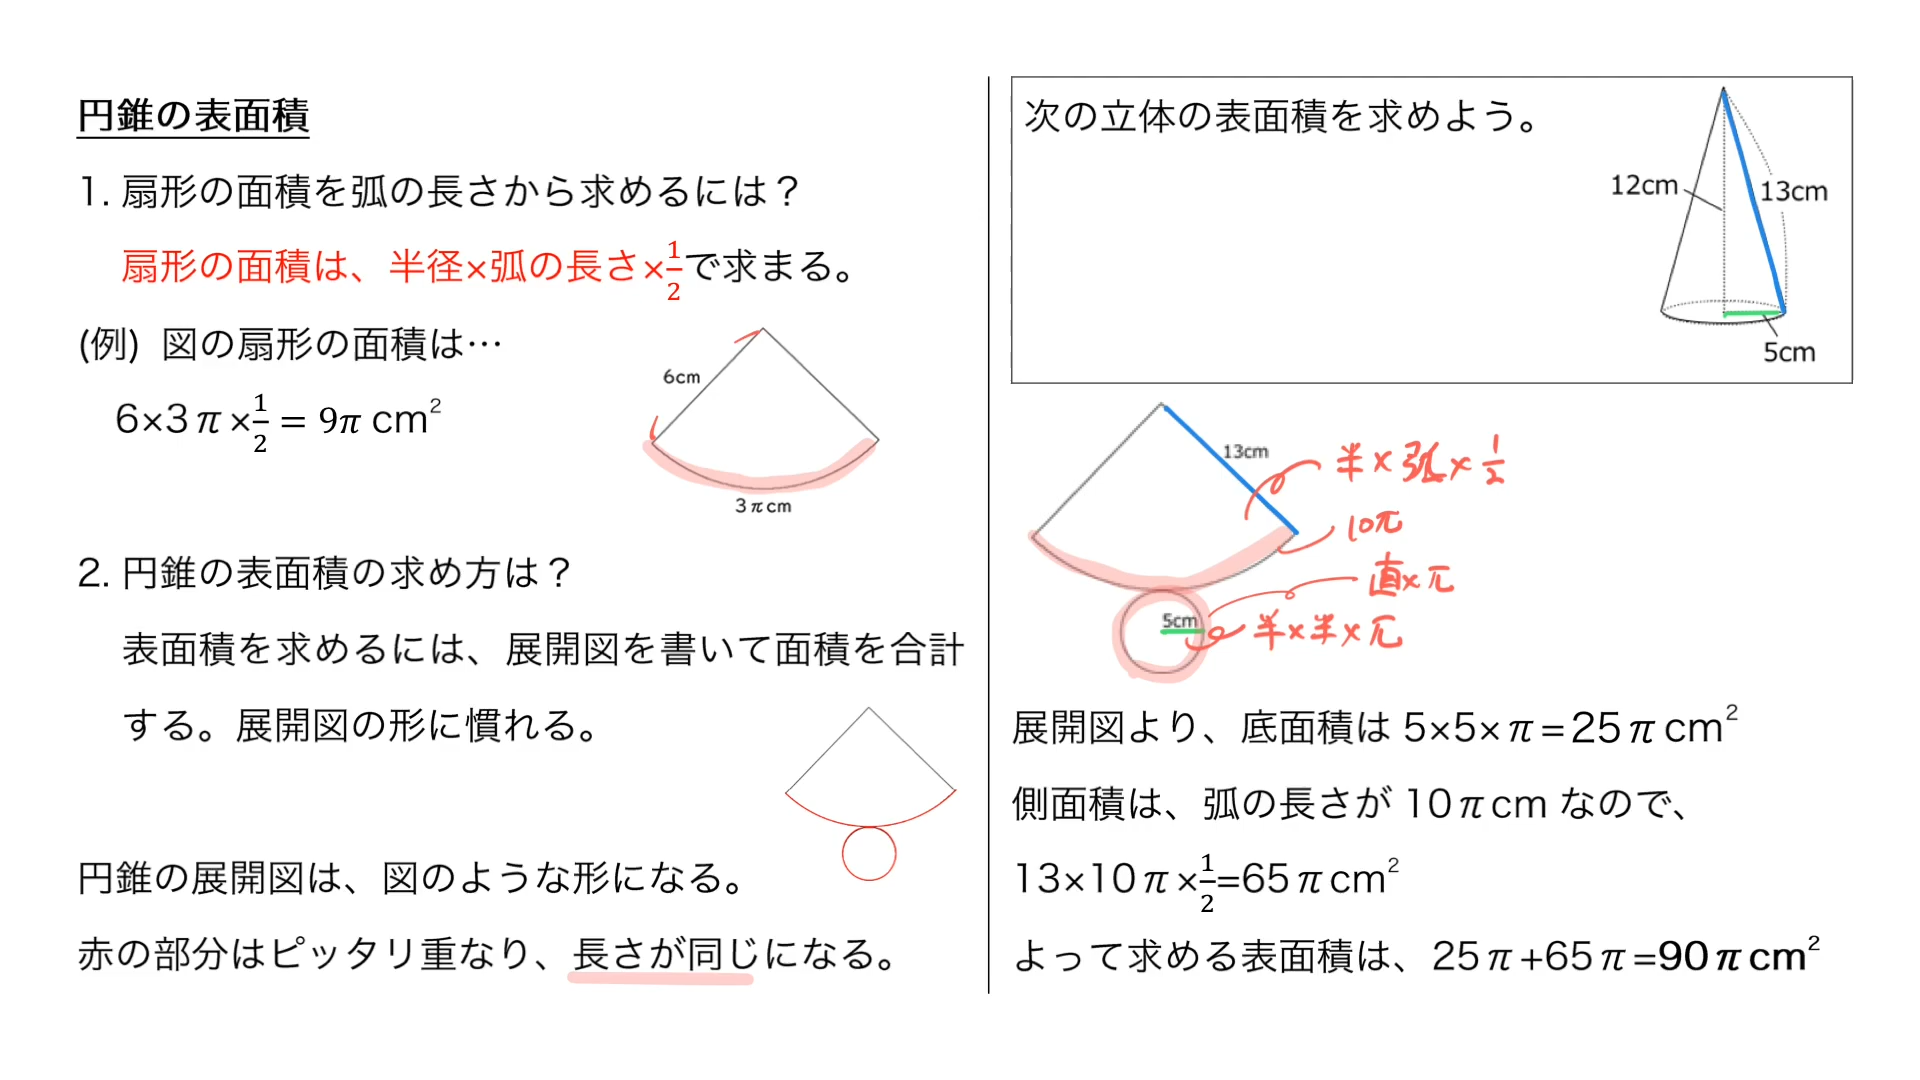 円錐の表面積
1. 扇形の面積を弧の長さから求めるには？
扇形の面積は、半径×弧の長さ×1/2で求まる。
(例) 図の扇形の面積は…
6×3π×1/2 = 9π cm²
6cm
3πcm
2. 円錐の表面積の求め方は？
表面積を求めるには、展開図を書いて面積を合計
する。展開図の形に慣れる。
円錐の展開図は、図のような形になる。
赤の部分はピッタリ重なり、長さが同じになる。
次の立体の表面積を求めよう。
12cm
13cm
5cm
13cm
半×弧×1/2
10π
直×π
5cm
半×半×π
展開図より、底面積は 5×5×π=25πcm²
側面積は、弧の長さが 10πcm なので、
13×10π×1/2=65πcm²
よって求める表面積は、25π+65π=90πcm²